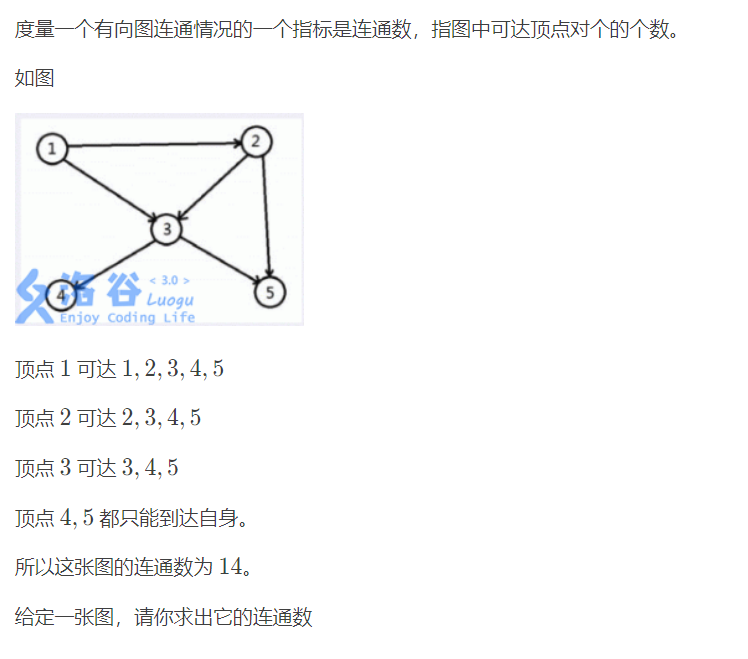 度量一个有向图连通情况的一个指标是连通数，指图中可达顶点对个的个数。
如图
1
2
3
4
5
洛谷
< 3.0 >
Luogu
Enjoy Coding Life
顶点 1 可达 1, 2, 3, 4, 5
顶点 2 可达 2, 3, 4, 5
顶点 3 可达 3, 4, 5
顶点 4, 5 都只能到达自身。
所以这张图的连通数为 14。
给定一张图，请你求出它的连通数